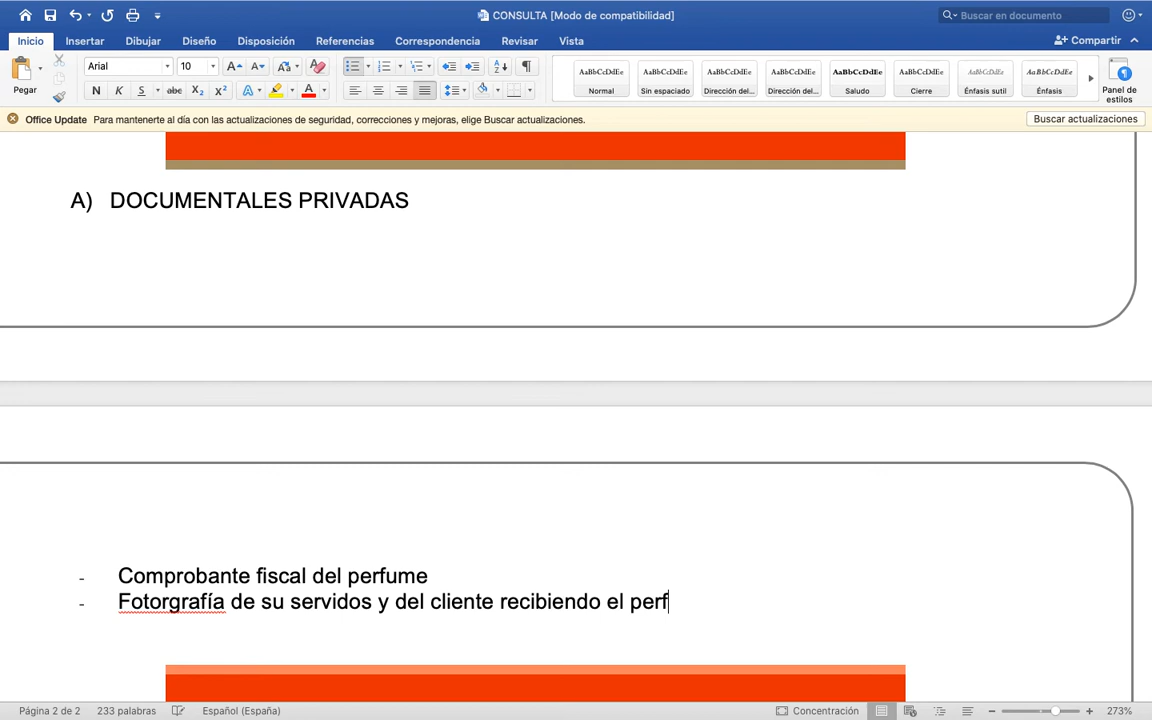 CONSULTA [Modo de compatibilidad]
Buscar en documento
Inicio Insertar Dibujar Diseño Disposición Referencias Correspondencia Revisar Vista
Compartir
Pegar
Arial 10
AaBbCcDdEe AaBbCcDdEe AaBbCcDdEe AaBbCcDdEe AaBbCcDdEe AaBbCcDdEe AaBbCcDdEe AaBbCcDdEe
Normal Sin espaciado Dirección del... Dirección del... Saludo Cierre Énfasis sutil Énfasis
Panel de estilos
N K S abc X₂ X² A A
Office Update Para mantenerte al día con las actualizaciones de seguridad, correcciones y mejoras, elige Buscar actualizaciones.
Buscar actualizaciones
A) DOCUMENTALES PRIVADAS
- Comprobante fiscal del perfume
- Fotorgrafía de su servidos y del cliente recibiendo el perf
Página 2 de 2 233 palabras Español (España) Concentración 273%